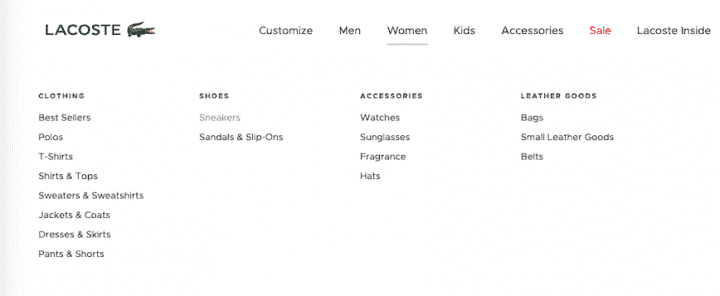 LACOSTE
Customize Men Women Kids Accessories Sale Lacoste Inside
CLOTHING
Best Sellers
Polos
T-Shirts
Shirts & Tops
Sweaters & Sweatshirts
Jackets & Coats
Dresses & Skirts
Pants & Shorts
SHOES
Sneakers
Sandals & Slip-Ons
ACCESSORIES
Watches
Sunglasses
Fragrance
Hats
LEATHER GOODS
Bags
Small Leather Goods
Belts